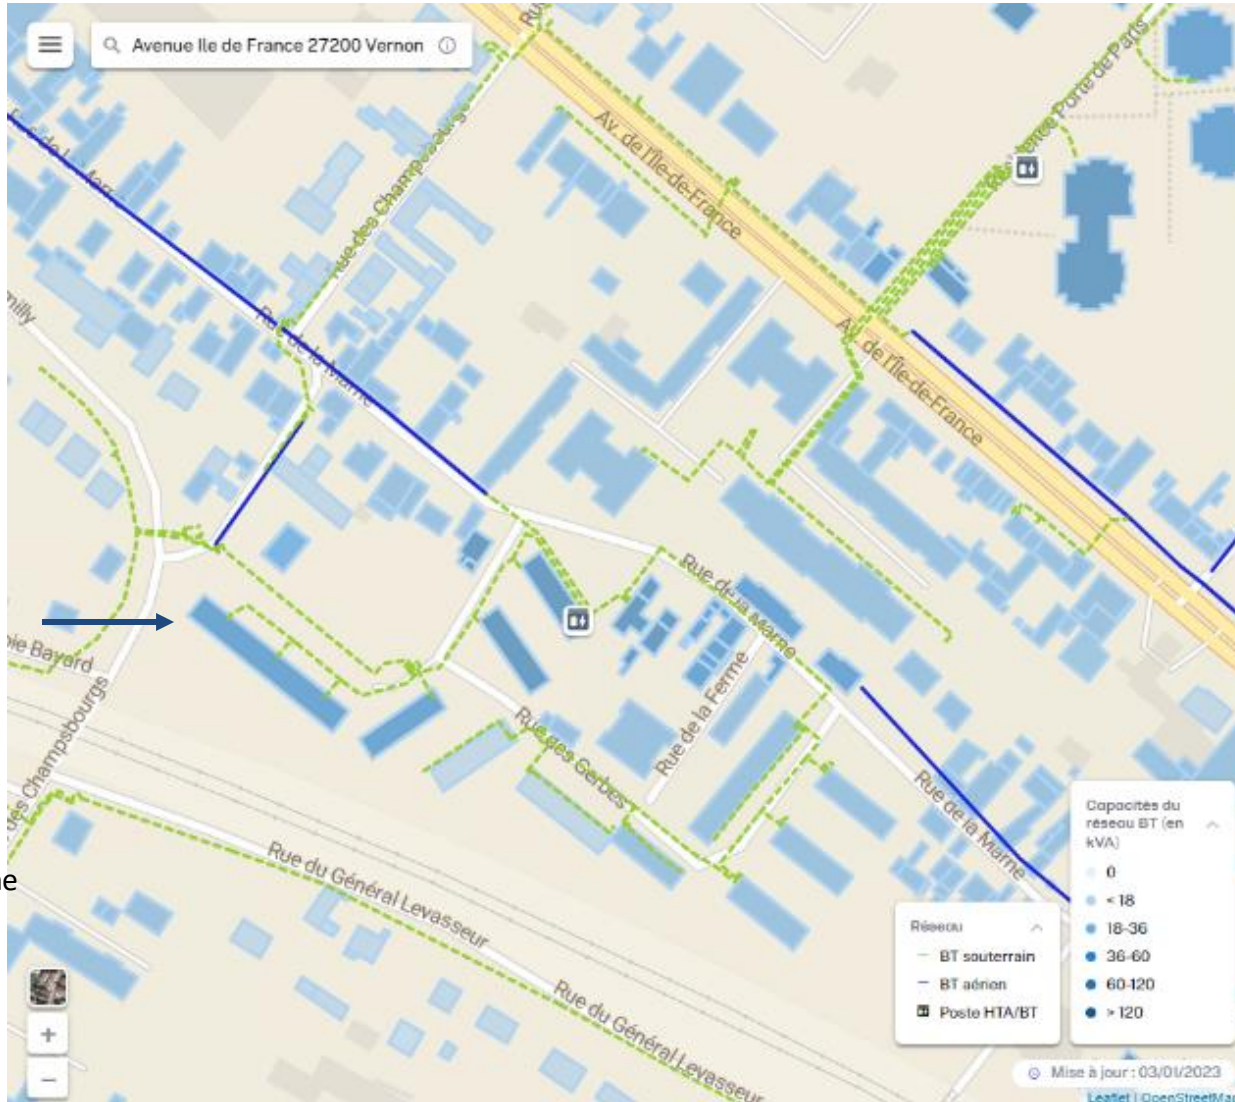 Avenue Ile de France 27200 Vernon
Rue des Champsbourgs
Av. de l'Île-de-France
Porte de Paris
Rue de la Marne
Av. de l'Île-de-France
Rue de la Marne
des Champsbourgs
Rue des Gerbes
Rue de la Ferme
Rue de la Marne
Rue du Général Levasseur
Rue du Général Levasseur
Capacités du
réseau BT (en
kVA)
0
< 18
18-36
36-60
60-120
> 120
Réseau
BT souterrain
BT aérien
Poste HTA/BT
+
−
Mise à jour : 03/01/2023
Leaflet | OpenStreetMap